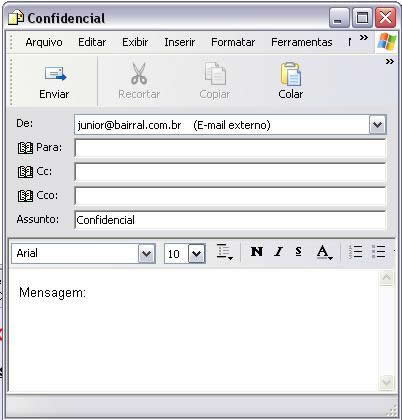 Confidencial
Arquivo Editar Exibir Inserir Formatar Ferramentas »
»
Enviar Recortar Copiar Colar
De: junior@bairral.com.br (E-mail externo)
Para:
Cc:
Cco:
Assunto: Confidencial
Arial 10 N I S A
Mensagem: